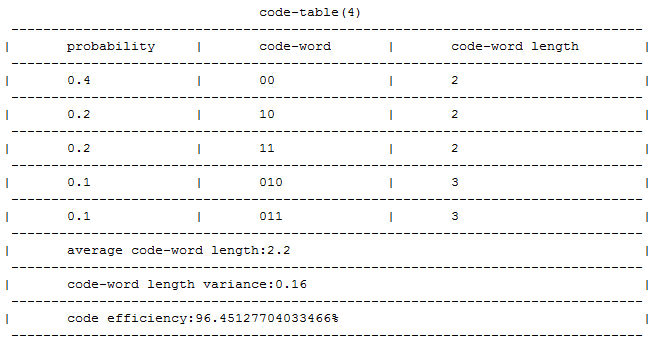 code-table(4)
probability | code-word | code-word length
0.4 | 00 | 2
0.2 | 10 | 2
0.2 | 11 | 2
0.1 | 010 | 3
0.1 | 011 | 3
average code-word length:2.2
code-word length variance:0.16
code efficiency:96.45127704033466%